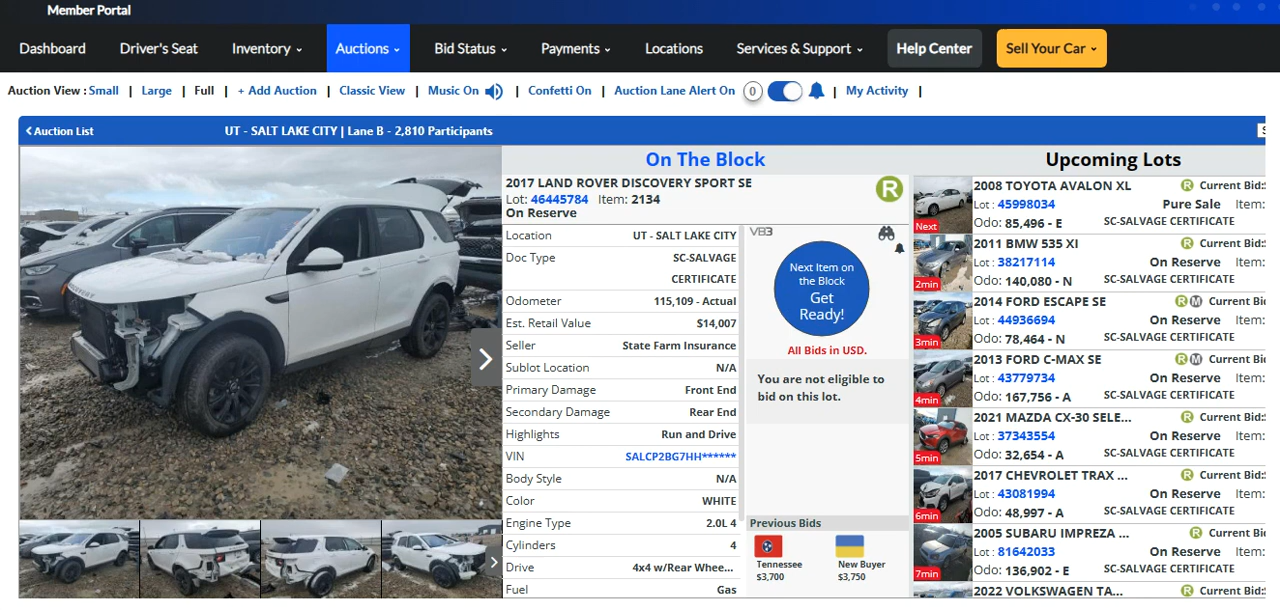 Member Portal
Dashboard Driver's Seat Inventory Auctions Bid Status Payments Locations Services & Support Help Center Sell Your Car
Auction View : Small | Large | Full | + Add Auction | Classic View | Music On | Confetti On | Auction Lane Alert On 0 | My Activity |
Auction List UT - SALT LAKE CITY | Lane B - 2,810 Participants
On The Block
2017 LAND ROVER DISCOVERY SPORT SE
Lot: 46445784 Item: 2134
On Reserve
R
Location UT - SALT LAKE CITY
Doc Type SC-SALVAGE
CERTIFICATE
Odometer 115,109 - Actual
Est. Retail Value $14,007
Seller State Farm Insurance
Sublot Location N/A
Primary Damage Front End
Secondary Damage Rear End
Highlights Run and Drive
VIN SALCP2BG7HH******
Body Style N/A
Color WHITE
Engine Type 2.0L 4
Cylinders 4
Drive 4x4 w/Rear Whee...
Fuel Gas
VB3
Next Item on
the Block
Get
Ready!
All Bids in USD.
You are not eligible to
bid on this lot.
Previous Bids
Tennessee New Buyer
$3,700 $3,750
Upcoming Lots
2008 TOYOTA AVALON XL R Current Bid:
Lot : 45998034 Pure Sale Item:
Next Odo: 85,496 - E SC-SALVAGE CERTIFICATE
2011 BMW 535 XI R Current Bid:
Lot : 38217114 On Reserve Item:
2min Odo: 140,080 - N SC-SALVAGE CERTIFICATE
2014 FORD ESCAPE SE R M Current Bi
Lot : 44936694 On Reserve Item:
3min Odo: 78,464 - N SC-SALVAGE CERTIFICATE
2013 FORD C-MAX SE R M Current Bi
Lot : 43779734 On Reserve Item:
4min Odo: 167,756 - A SC-SALVAGE CERTIFICATE
2021 MAZDA CX-30 SELE... R Current Bid:
Lot : 37343554 On Reserve Item:
5min Odo: 32,654 - A SC-SALVAGE CERTIFICATE
2017 CHEVROLET TRAX ... R Current Bid:
Lot : 43081994 On Reserve Item:
6min Odo: 48,997 - A SC-SALVAGE CERTIFICATE
2005 SUBARU IMPREZA ... R Current Bi
Lot : 81642033 On Reserve Item:
7min Odo: 136,902 - E SC-SALVAGE CERTIFICATE
2022 VOLKSWAGEN TA... R Current Bid: